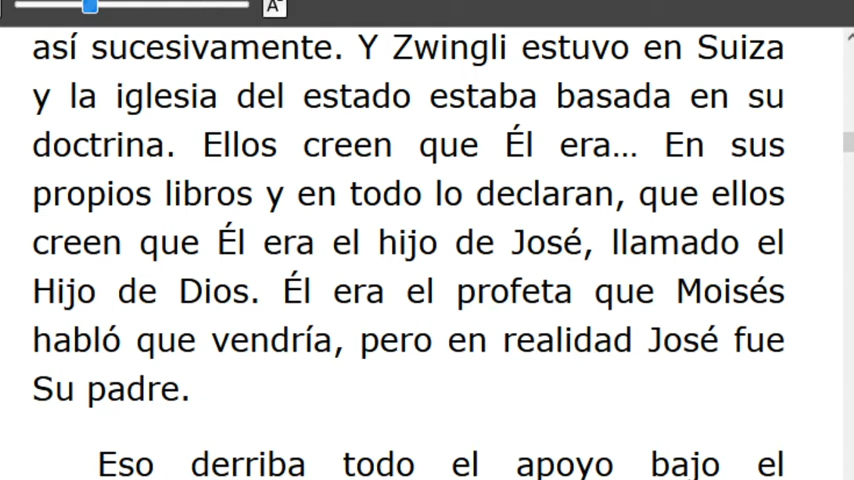 A
así sucesivamente. Y Zwingli estuvo en Suiza
y la iglesia del estado estaba basada en su
doctrina. Ellos creen que Él era... En sus
propios libros y en todo lo declaran, que ellos
creen que Él era el hijo de José, llamado el
Hijo de Dios. Él era el profeta que Moisés
habló que vendría, pero en realidad José fue
Su padre.
Eso derriba todo el apoyo bajo el